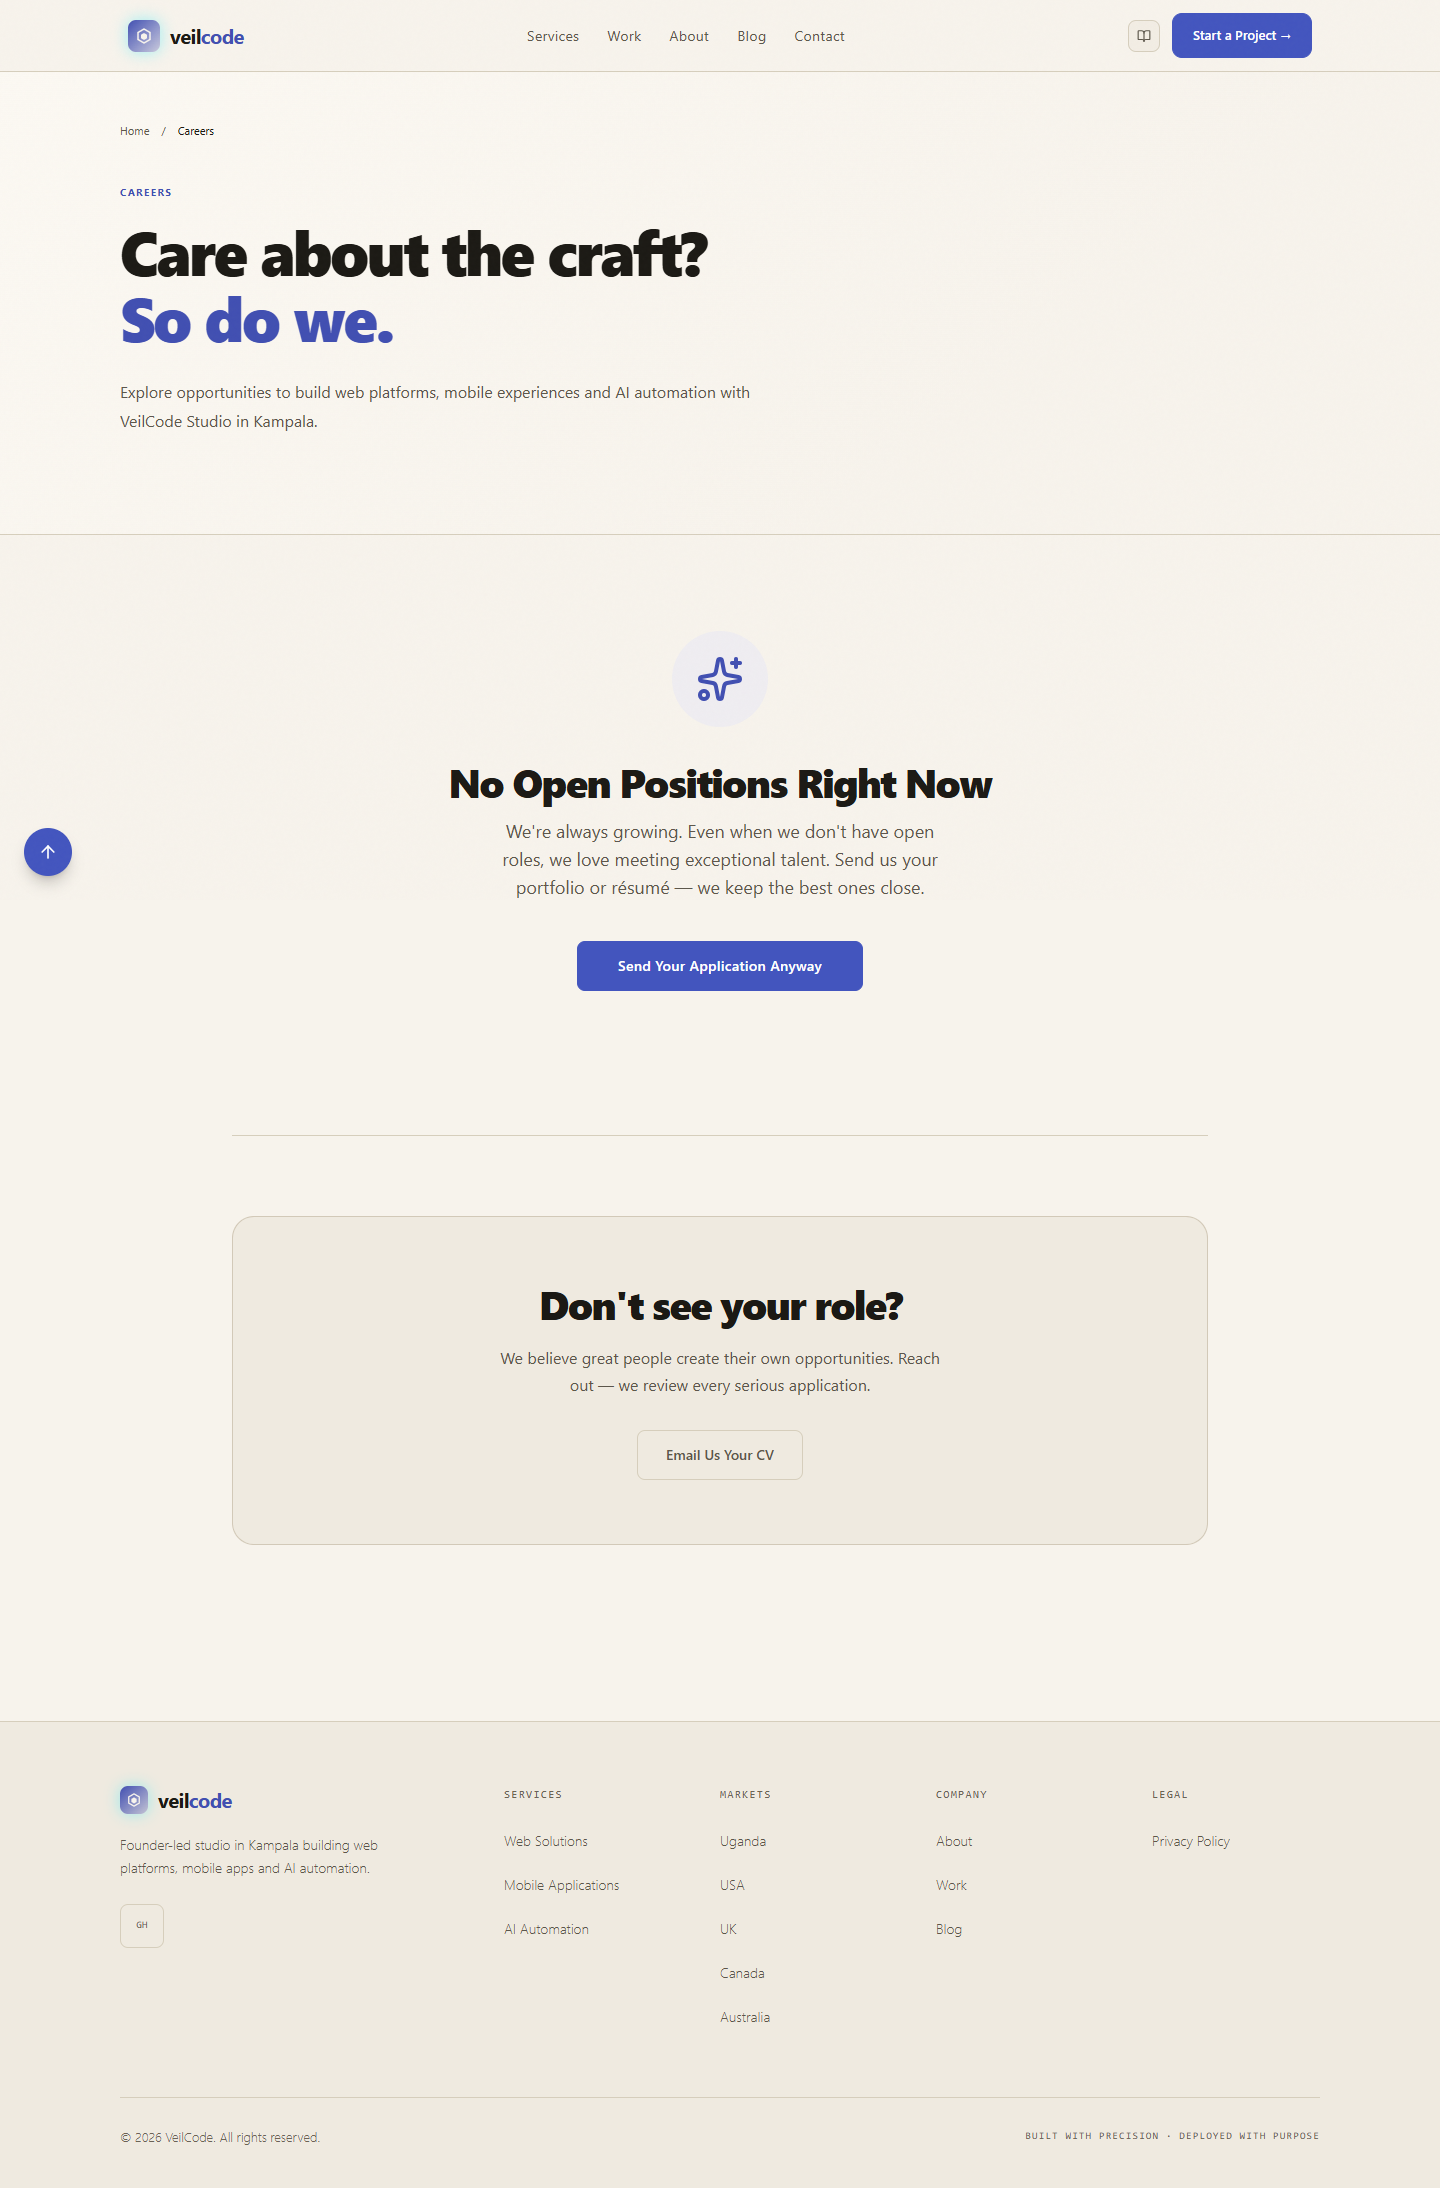 veilcode
Services Work About Blog Contact
Start a Project →
Home / Careers
CAREERS
Care about the craft?
So do we.
Explore opportunities to build web platforms, mobile experiences and AI automation with
VeilCode Studio in Kampala.
No Open Positions Right Now
We're always growing. Even when we don't have open
roles, we love meeting exceptional talent. Send us your
portfolio or résumé — we keep the best ones close.
Send Your Application Anyway
Don't see your role?
We believe great people create their own opportunities. Reach
out — we review every serious application.
Email Us Your CV
veilcode
Founder-led studio in Kampala building web
platforms, mobile apps and AI automation.
GH
SERVICES
Web Solutions
Mobile Applications
AI Automation
MARKETS
Uganda
USA
UK
Canada
Australia
COMPANY
About
Work
Blog
LEGAL
Privacy Policy
© 2026 VeilCode. All rights reserved.
BUILT WITH PRECISION · DEPLOYED WITH PURPOSE